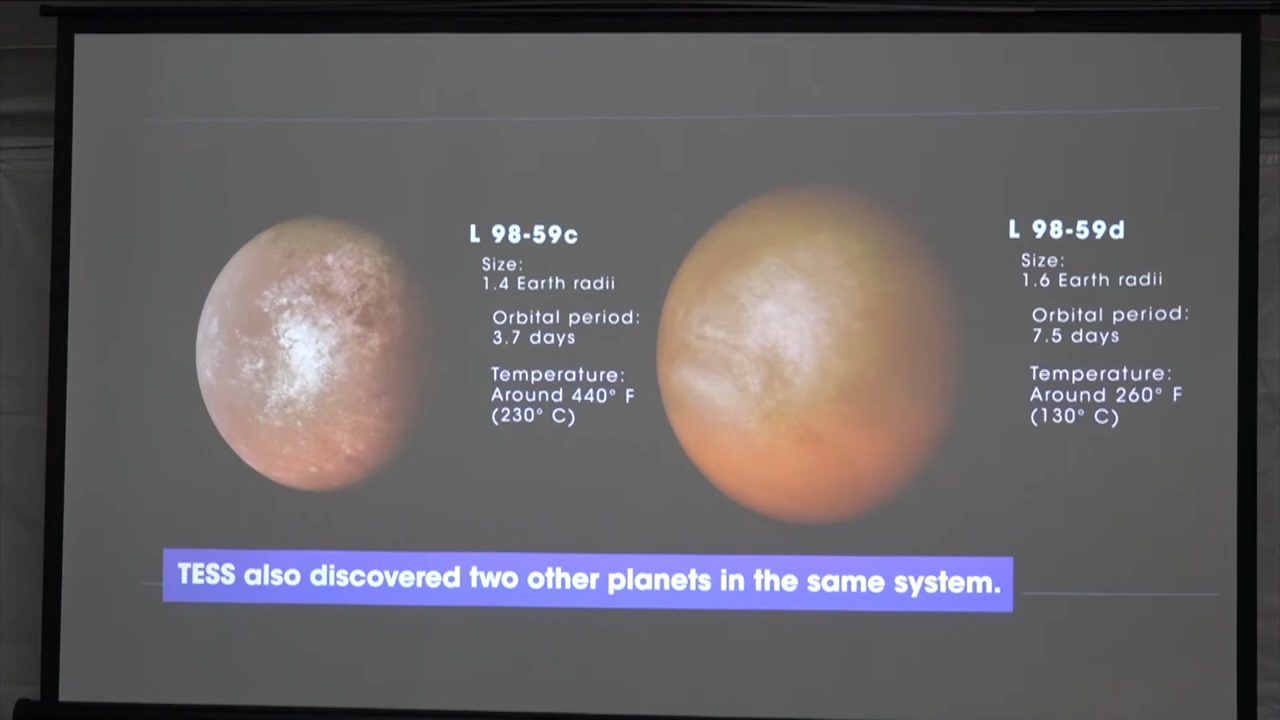 L 98-59c
Size:
1.4 Earth radii
Orbital period:
3.7 days
Temperature:
Around 440° F
(230° C)
L 98-59d
Size:
1.6 Earth radii
Orbital period:
7.5 days
Temperature:
Around 260° F
(130° C)
TESS also discovered two other planets in the same system.